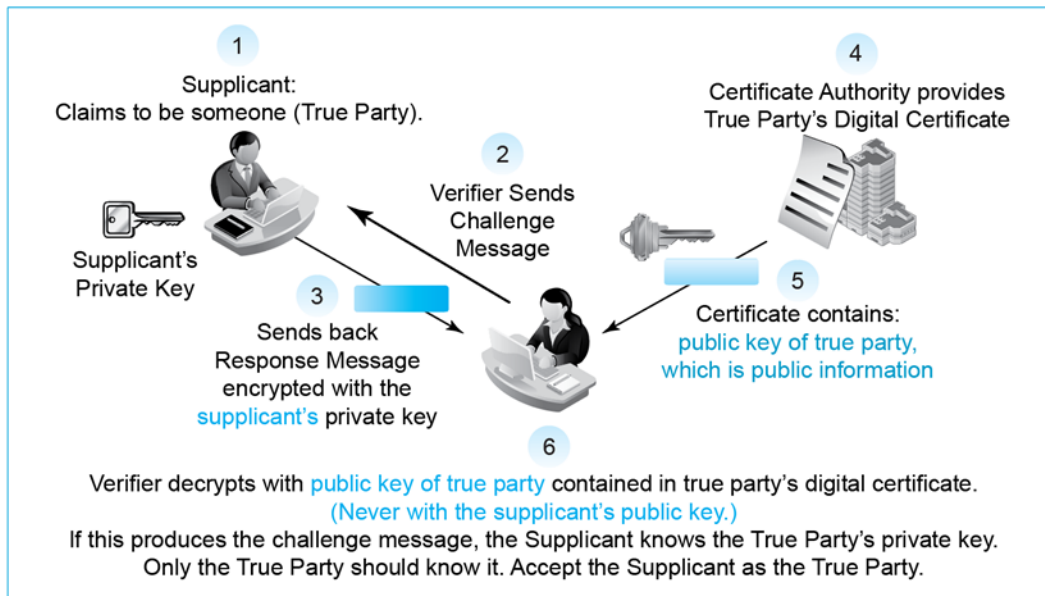 1
Supplicant:
Claims to be someone (True Party).
Supplicant's
Private Key
2
Verifier Sends
Challenge
Message
3
Sends back
Response Message
encrypted with the
supplicant's private key
4
Certificate Authority provides
True Party's Digital Certificate
5
Certificate contains:
public key of true party,
which is public information
6
Verifier decrypts with public key of true party contained in true party's digital certificate.
(Never with the supplicant's public key.)
If this produces the challenge message, the Supplicant knows the True Party's private key.
Only the True Party should know it. Accept the Supplicant as the True Party.